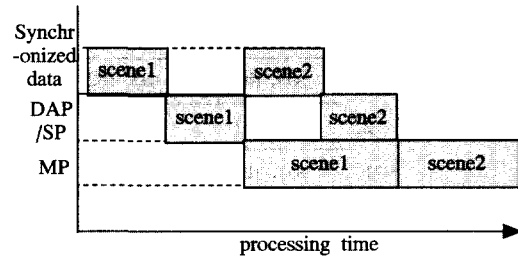 Synchr
-onized
data
scene1
scene2
DAP
/SP
scene1
scene2
MP
scene1
scene2
processing time